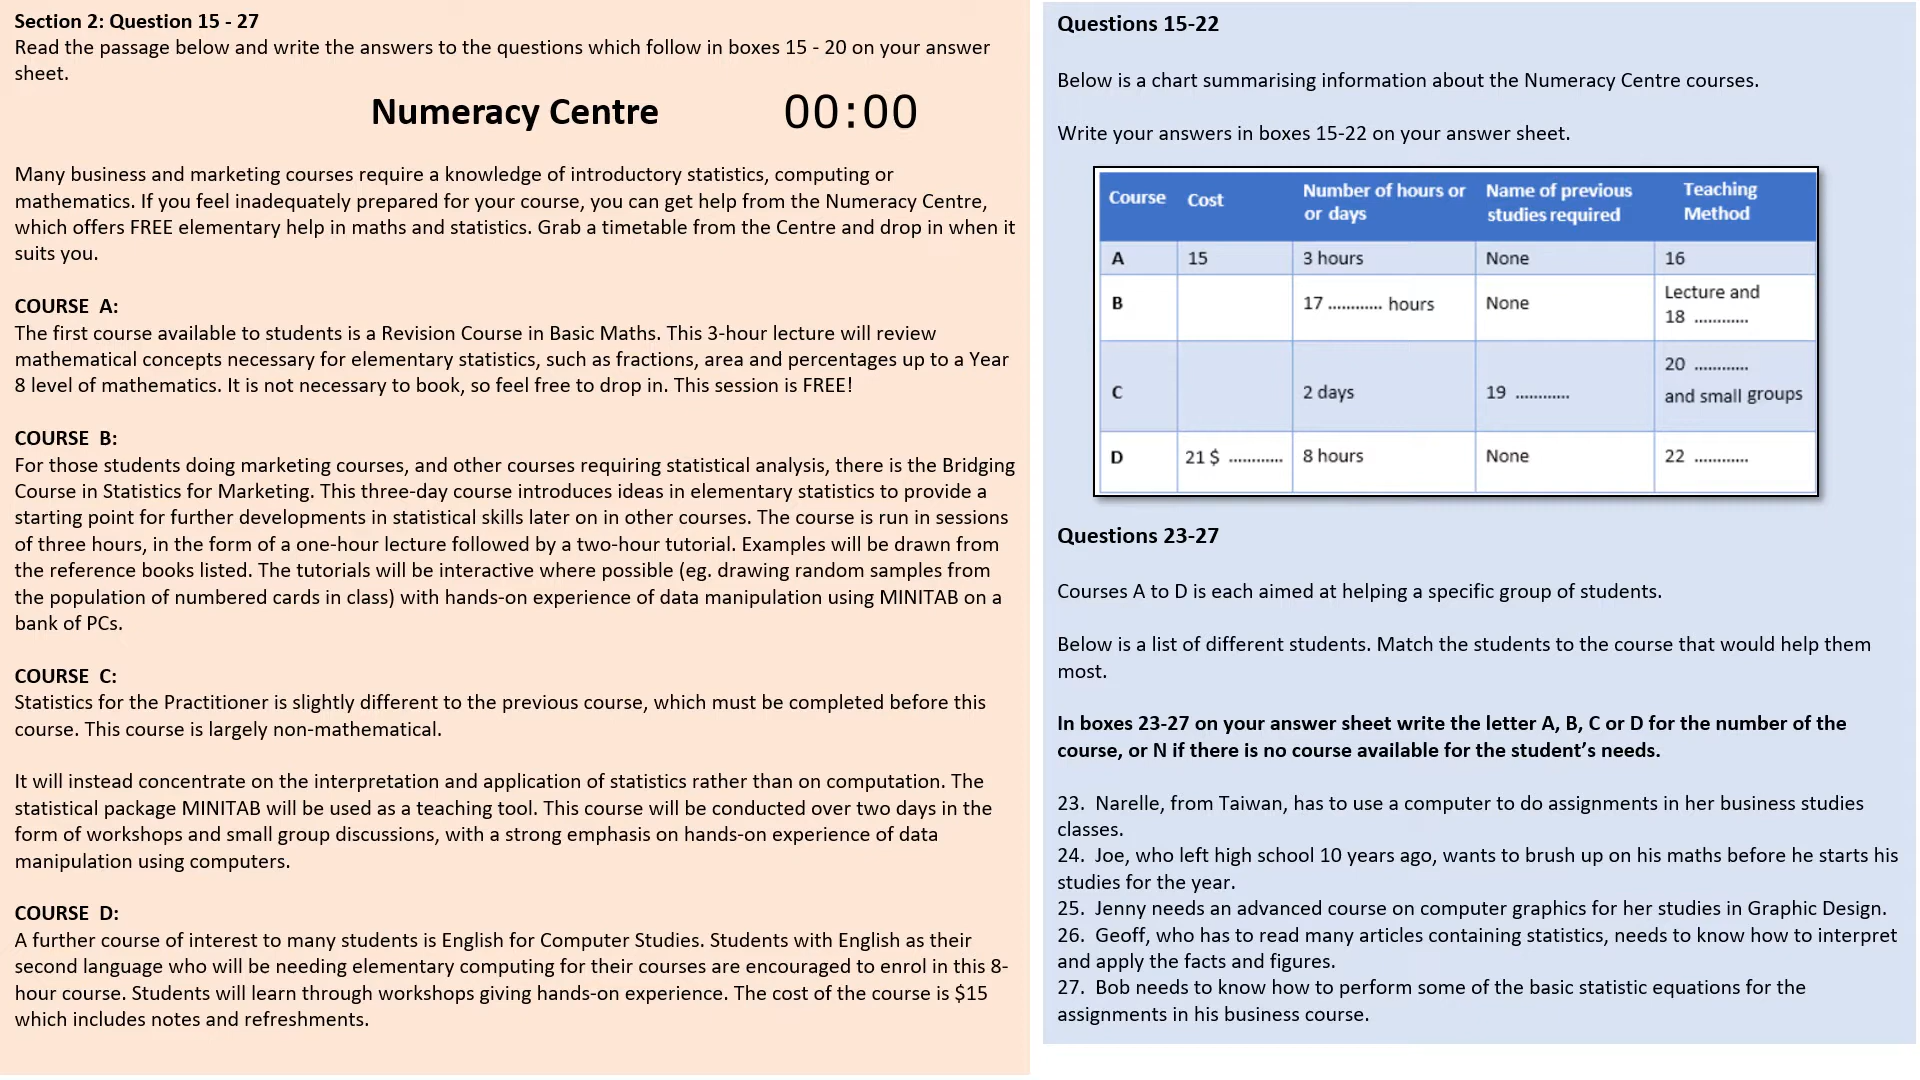 Section 2: Question 15 - 27
Read the passage below and write the answers to the questions which follow in boxes 15 - 20 on your answer
sheet.
Numeracy Centre
00:00
Many business and marketing courses require a knowledge of introductory statistics, computing or
mathematics. If you feel inadequately prepared for your course, you can get help from the Numeracy Centre,
which offers FREE elementary help in maths and statistics. Grab a timetable from the Centre and drop in when it
suits you.
COURSE A:
The first course available to students is a Revision Course in Basic Maths. This 3-hour lecture will review
mathematical concepts necessary for elementary statistics, such as fractions, area and percentages up to a Year
8 level of mathematics. It is not necessary to book, so feel free to drop in. This session is FREE!
COURSE B:
For those students doing marketing courses, and other courses requiring statistical analysis, there is the Bridging
Course in Statistics for Marketing. This three-day course introduces ideas in elementary statistics to provide a
starting point for further developments in statistical skills later on in other courses. The course is run in sessions
of three hours, in the form of a one-hour lecture followed by a two-hour tutorial. Examples will be drawn from
the reference books listed. The tutorials will be interactive where possible (eg. drawing random samples from
the population of numbered cards in class) with hands-on experience of data manipulation using MINITAB on a
bank of PCs.
COURSE C:
Statistics for the Practitioner is slightly different to the previous course, which must be completed before this
course. This course is largely non-mathematical.
It will instead concentrate on the interpretation and application of statistics rather than on computation. The
statistical package MINITAB will be used as a teaching tool. This course will be conducted over two days in the
form of workshops and small group discussions, with a strong emphasis on hands-on experience of data
manipulation using computers.
COURSE D:
A further course of interest to many students is English for Computer Studies. Students with English as their
second language who will be needing elementary computing for their courses are encouraged to enrol in this 8-
hour course. Students will learn through workshops giving hands-on experience. The cost of the course is $15
which includes notes and refreshments.
Questions 15-22
Below is a chart summarising information about the Numeracy Centre courses.
Write your answers in boxes 15-22 on your answer sheet.
Course Cost Number of hours or Name of previous Teaching
or days studies required Method
A 15 3 hours None 16
B 17 ............ hours None Lecture and
18 ............
C 2 days 19 ............ 20 ............
and small groups
D 21 $ ............ 8 hours None 22 ............
Questions 23-27
Courses A to D is each aimed at helping a specific group of students.
Below is a list of different students. Match the students to the course that would help them
most.
In boxes 23-27 on your answer sheet write the letter A, B, C or D for the number of the
course, or N if there is no course available for the student’s needs.
23. Narelle, from Taiwan, has to use a computer to do assignments in her business studies
classes.
24. Joe, who left high school 10 years ago, wants to brush up on his maths before he starts his
studies for the year.
25. Jenny needs an advanced course on computer graphics for her studies in Graphic Design.
26. Geoff, who has to read many articles containing statistics, needs to know how to interpret
and apply the facts and figures.
27. Bob needs to know how to perform some of the basic statistic equations for the
assignments in his business course.